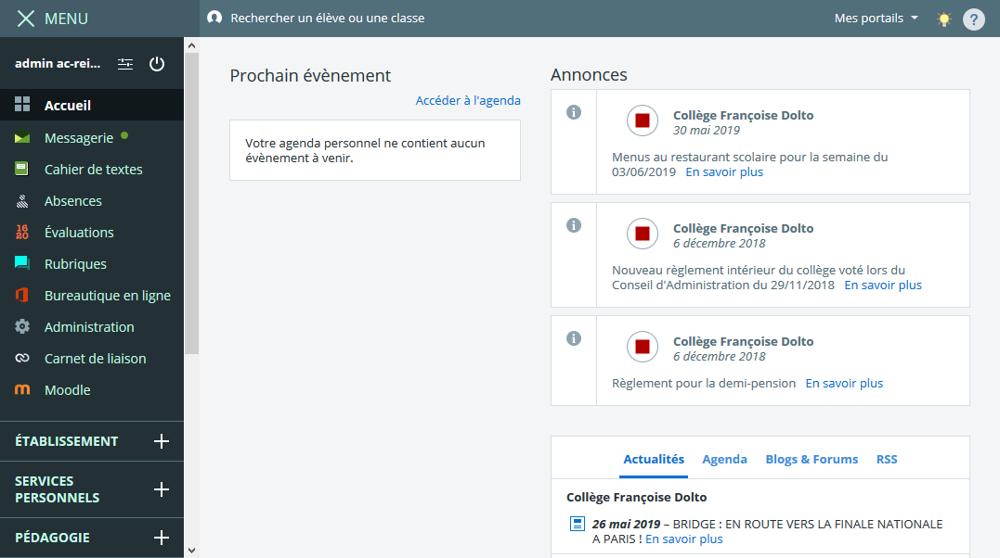 MENU
Rechercher un élève ou une classe
Mes portails
?
admin ac-rei...
Accueil
Messagerie
Cahier de textes
Absences
16
20
Évaluations
Rubriques
Bureautique en ligne
Administration
Carnet de liaison
Moodle
ÉTABLISSEMENT
SERVICES
PERSONNELS
PÉDAGOGIE
Prochain évènement
Accéder à l'agenda
Votre agenda personnel ne contient aucun
évènement à venir.
Annonces
Collège Françoise Dolto
30 mai 2019
Menus au restaurant scolaire pour la semaine du
03/06/2019 En savoir plus
Collège Françoise Dolto
6 décembre 2018
Nouveau règlement intérieur du collège voté lors du
Conseil d'Administration du 29/11/2018 En savoir plus
Collège Françoise Dolto
6 décembre 2018
Règlement pour la demi-pension En savoir plus
Actualités Agenda Blogs & Forums RSS
Collège Françoise Dolto
26 mai 2019 – BRIDGE : EN ROUTE VERS LA FINALE NATIONALE
A PARIS ! En savoir plus